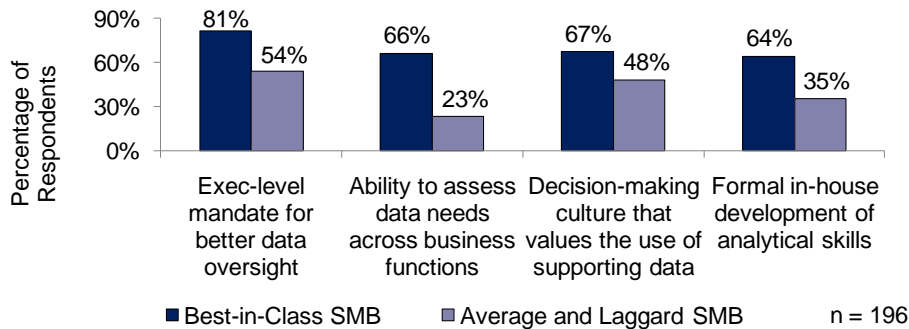 Percentage of
Respondents
90%
60%
30%
0%
81%
54%
66%
23%
67%
48%
64%
35%
Exec-level
mandate for
better data
oversight
Ability to assess
data needs
across business
functions
Decision-making
culture that
values the use of
supporting data
Formal in-house
development of
analytical skills
Best-in-Class SMB
Average and Laggard SMB
n = 196